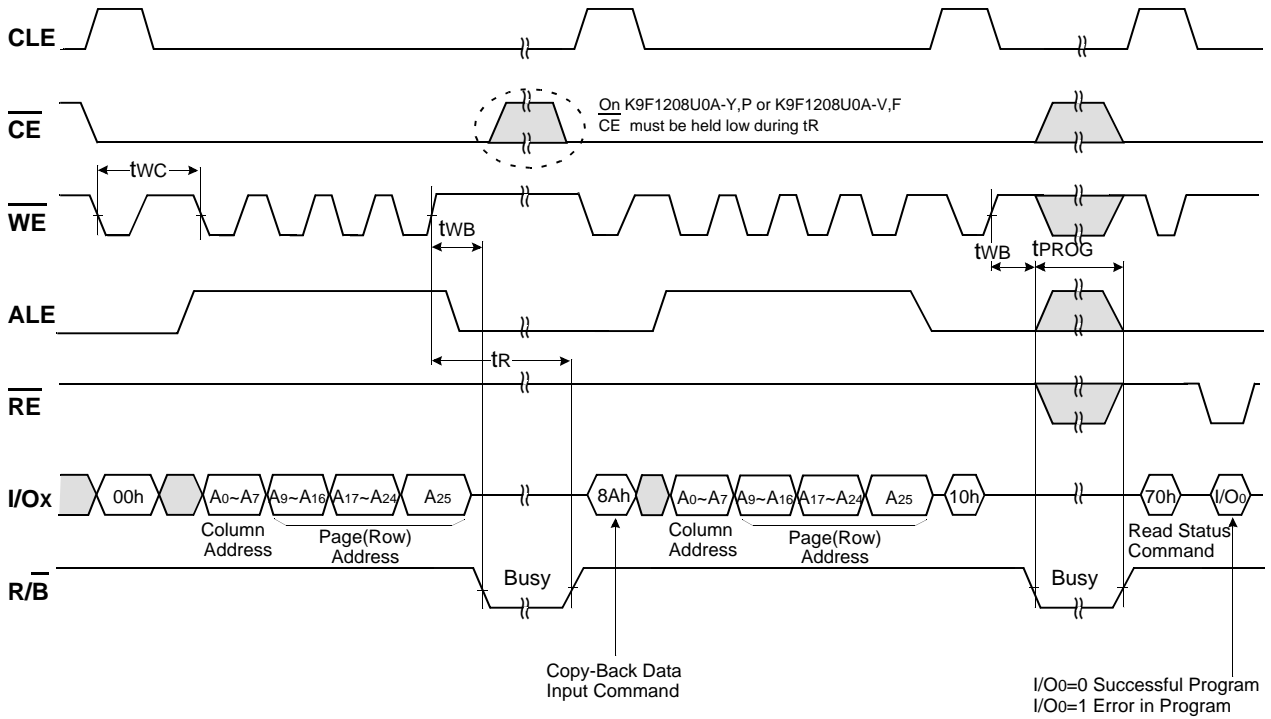 CLE
CE
On K9F1208U0A-Y,P or K9F1208U0A-V,F
CE must be held low during tR
tWC
WE
tWB
tWB
tPROG
ALE
tR
RE
I/Ox
00h
A0~A7
A9~A16
A17~A24
A25
8Ah
A0~A7
A9~A16
A17~A24
A25
10h
70h
I/O0
Column
Address
Page(Row)
Address
Column
Address
Page(Row)
Address
Read Status
Command
R/B
Busy
Busy
Copy-Back Data
Input Command
I/O0=0 Successful Program
I/O0=1 Error in Program